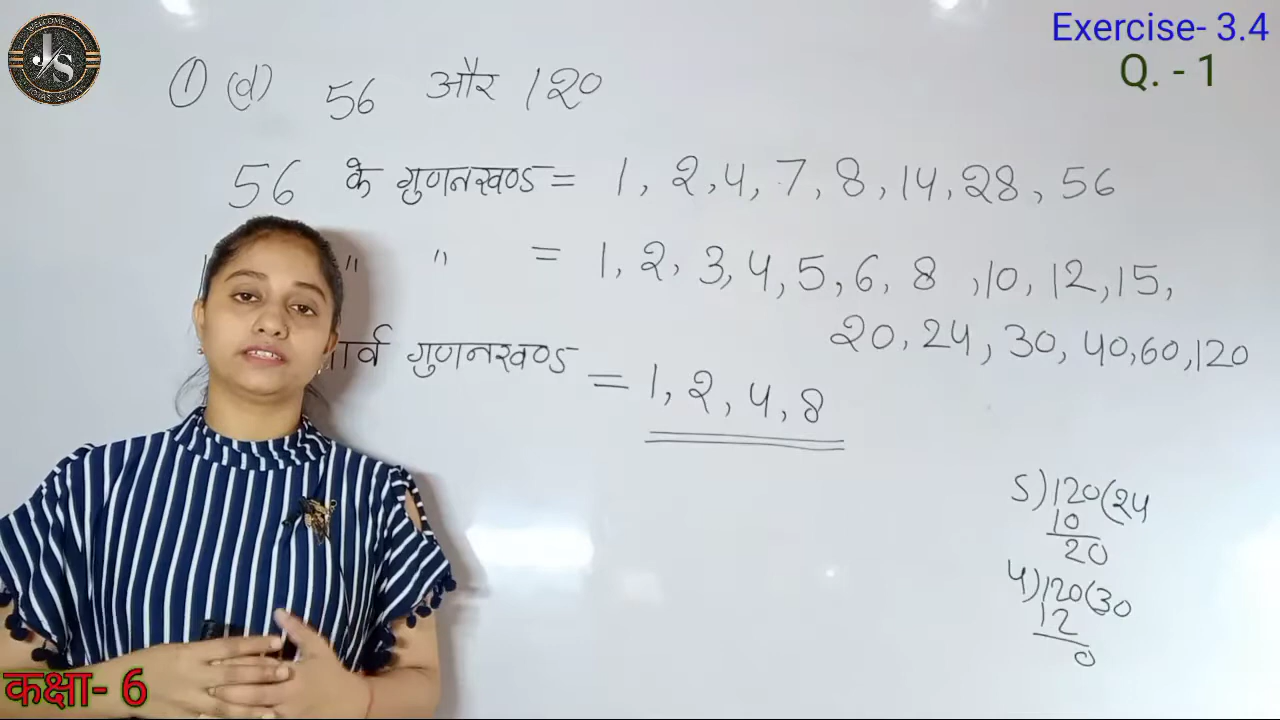 WELCOME TO
J/S
Exercise- 3.4
Q. - 1
① (d) 56 और 120
56 के गुणनखण्ड = 1, 2, 4, 7, 8, 14, 28, 56
" " = 1, 2, 3, 4, 5, 6, 8, 10, 12, 15,
20, 24, 30, 40, 60, 120
गुणनखण्ड = 1, 2, 4, 8
5)120(24
10
20
4)120(30
12
0
कक्षा- 6